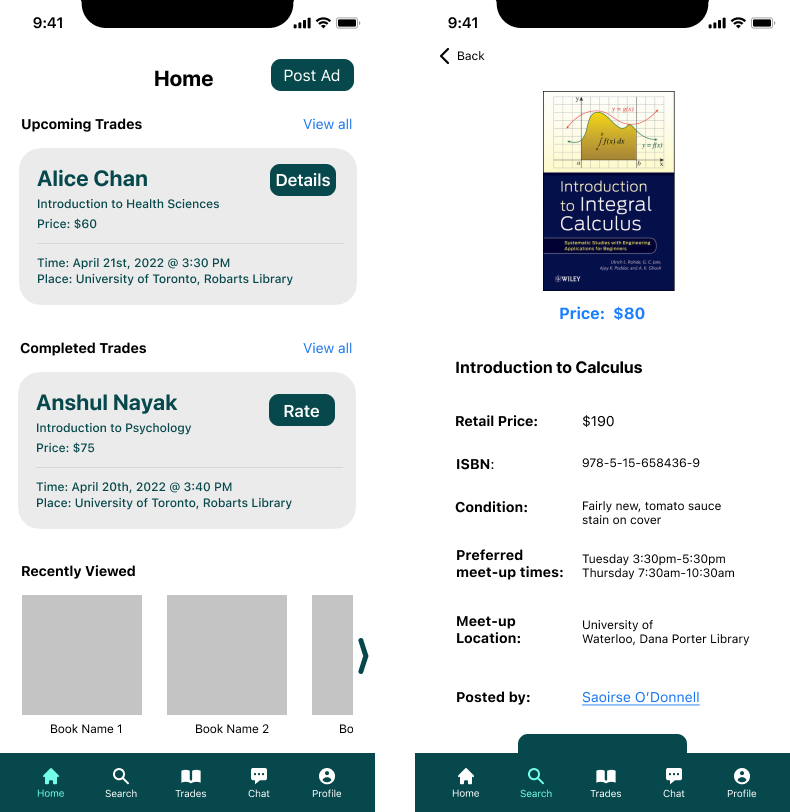 9:41
Home
Post Ad
Upcoming Trades
View all
Alice Chan
Details
Introduction to Health Sciences
Price: $60
Time: April 21st, 2022 @ 3:30 PM
Place: University of Toronto, Robarts Library
Completed Trades
View all
Anshul Nayak
Rate
Introduction to Psychology
Price: $75
Time: April 20th, 2022 @ 3:40 PM
Place: University of Toronto, Robarts Library
Recently Viewed
Book Name 1
Book Name 2
Bo
Home
Search
Trades
Chat
Profile
9:41
Back
y
y = g(x)
∫ f(x) dx
y = f(x)
a
b
x
Introduction
to Integral
Calculus
Systematic Studies with Engineering
Applications for Beginners
Ulrich L. Rohde, G. C. Jain,
Ajay K. Poddar, and A. K. Ghosh
WILEY
Price: $80
Introduction to Calculus
Retail Price: $190
ISBN: 978-5-15-658436-9
Condition: Fairly new, tomato sauce
stain on cover
Preferred
meet-up times:
Tuesday 3:30pm-5:30pm
Thursday 7:30am-10:30am
Meet-up
Location:
University of
Waterloo, Dana Porter Library
Posted by: Saoirse O’Donnell
Home
Search
Trades
Chat
Profile